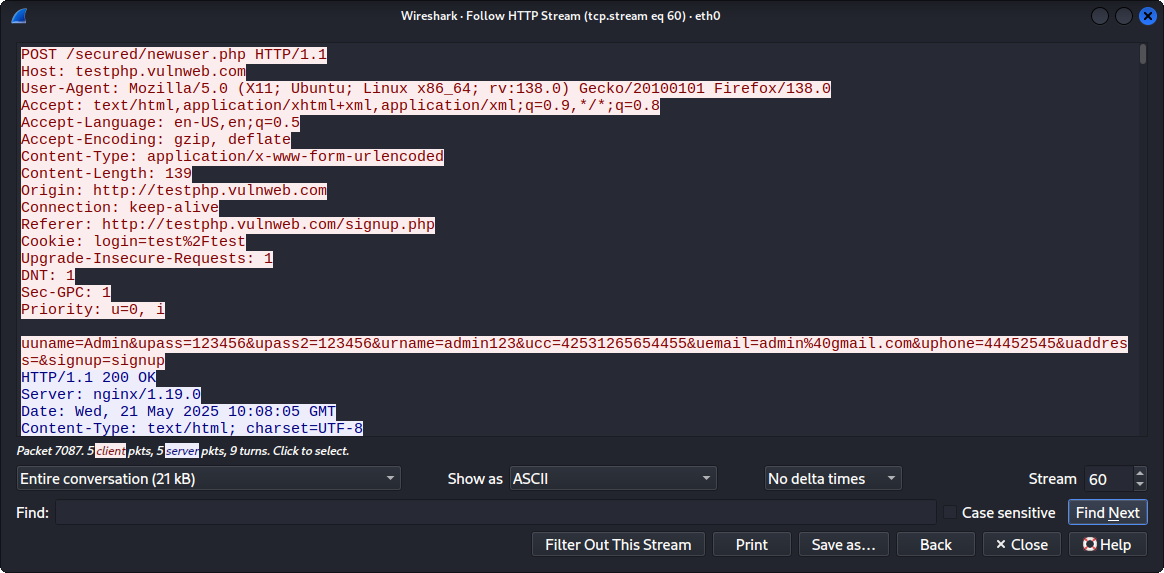 Wireshark · Follow HTTP Stream (tcp.stream eq 60) · eth0
POST /secured/newuser.php HTTP/1.1
Host: testphp.vulnweb.com
User-Agent: Mozilla/5.0 (X11; Ubuntu; Linux x86_64; rv:138.0) Gecko/20100101 Firefox/138.0
Accept: text/html,application/xhtml+xml,application/xml;q=0.9,*/*;q=0.8
Accept-Language: en-US,en;q=0.5
Accept-Encoding: gzip, deflate
Content-Type: application/x-www-form-urlencoded
Content-Length: 139
Origin: http://testphp.vulnweb.com
Connection: keep-alive
Referer: http://testphp.vulnweb.com/signup.php
Cookie: login=test%2Ftest
Upgrade-Insecure-Requests: 1
DNT: 1
Sec-GPC: 1
Priority: u=0, i
uuname=Admin&upass=123456&upass2=123456&urname=admin123&ucc=42531265654455&uemail=admin%40gmail.com&uphone=44452545&uaddres
s=&signup=signup
HTTP/1.1 200 OK
Server: nginx/1.19.0
Date: Wed, 21 May 2025 10:08:05 GMT
Content-Type: text/html; charset=UTF-8
Packet 7087. 5 client pkts, 5 server pkts, 9 turns. Click to select.
Entire conversation (21 kB) Show as ASCII No delta times Stream 60
Find: Case sensitive Find Next
Filter Out This Stream Print Save as… Back × Close Help